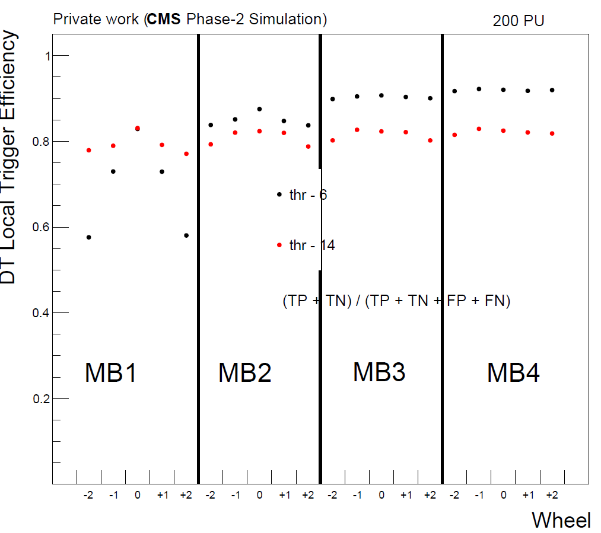 Private work (CMS Phase-2 Simulation)
200 PU
DT Local Trigger Efficiency
1
0.8
0.6
0.4
0.2
thr - 6
thr - 14
(TP + TN) / (TP + TN + FP + FN)
MB1 MB2 MB3 MB4
-2 -1 0 +1 +2 -2 -1 0 +1 +2 -2 -1 0 +1 +2 -2 -1 0 +1 +2
Wheel